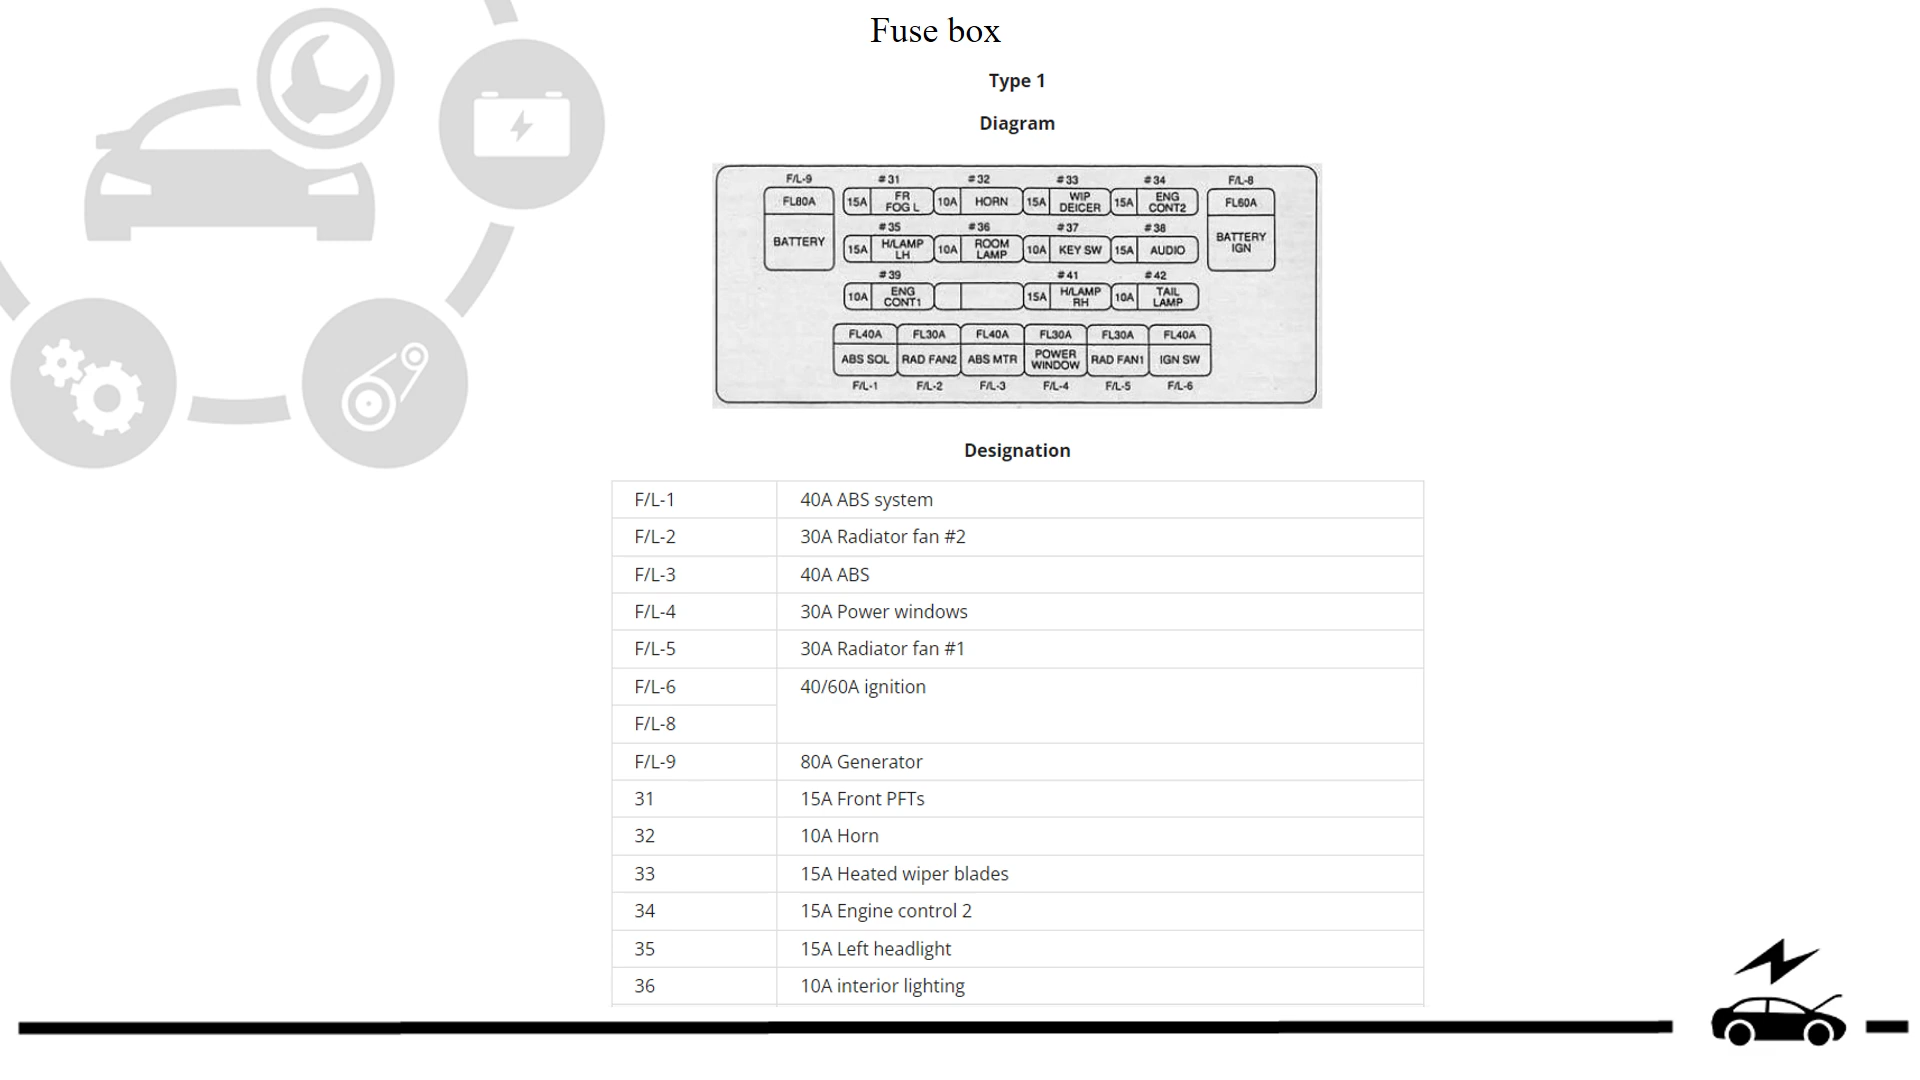 Fuse box
Type 1
Diagram
F/L-9 #31 #32 #33 #34 F/L-8
FL80A 15A FR FOG L 10A HORN 15A WIP DEICER 15A ENG CONT2 FL60A
#35 #36 #37 #38
BATTERY 15A H/LAMP LH 10A ROOM LAMP 10A KEY SW 15A AUDIO BATTERY IGN
#39 #41 #42
10A ENG CONT1 15A H/LAMP RH 10A TAIL LAMP
FL40A FL30A FL40A FL30A FL30A FL40A
ABS SOL RAD FAN2 ABS MTR POWER WINDOW RAD FAN1 IGN SW
F/L-1 F/L-2 F/L-3 F/L-4 F/L-5 F/L-6
Designation
F/L-1 40A ABS system
F/L-2 30A Radiator fan #2
F/L-3 40A ABS
F/L-4 30A Power windows
F/L-5 30A Radiator fan #1
F/L-6 40/60A ignition
F/L-8
F/L-9 80A Generator
31 15A Front PFTs
32 10A Horn
33 15A Heated wiper blades
34 15A Engine control 2
35 15A Left headlight
36 10A interior lighting